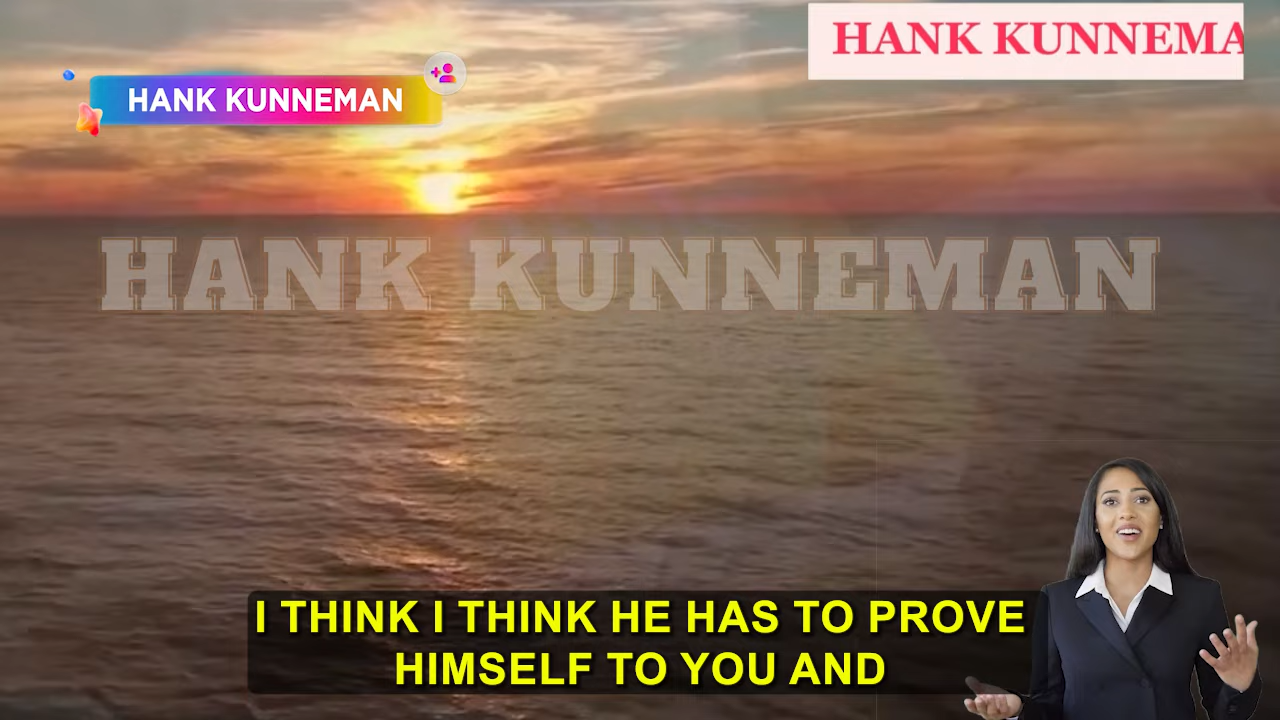 HANK KUNNEMA
HANK KUNNEMAN
HANK KUNNEMAN
I THINK I THINK HE HAS TO PROVE
HIMSELF TO YOU AND